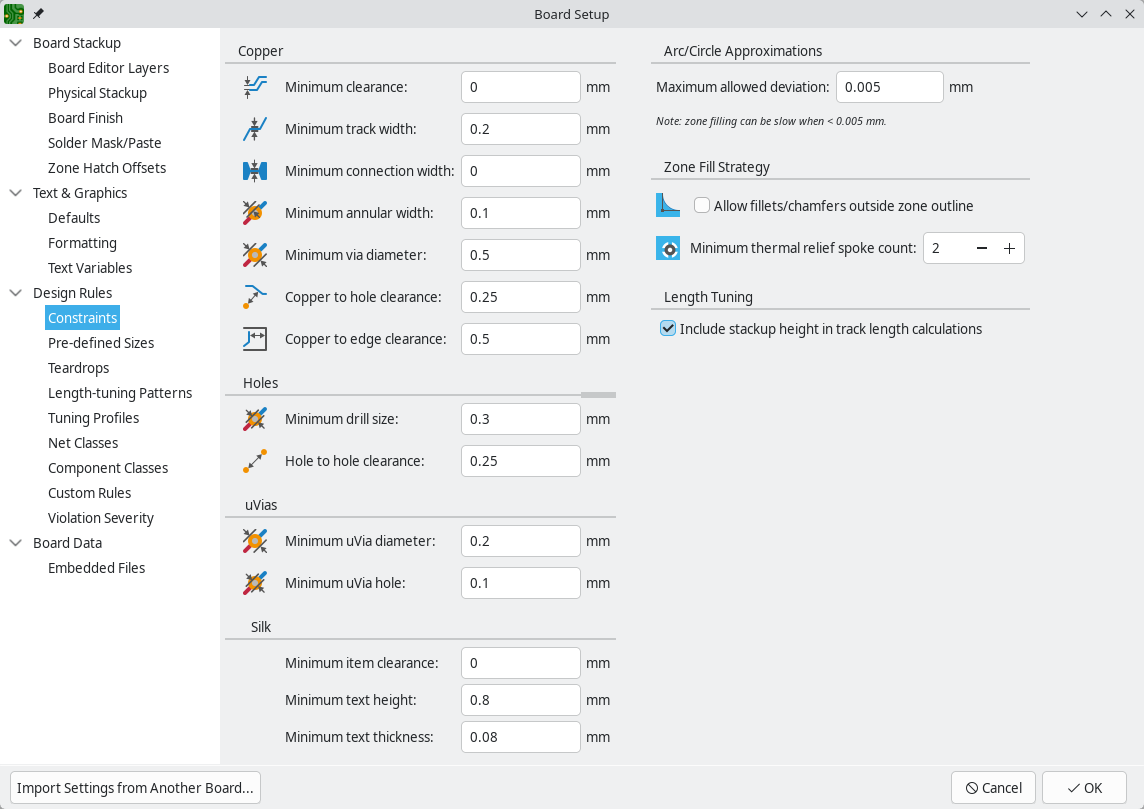 Board Setup
Board Stackup
Board Editor Layers
Physical Stackup
Board Finish
Solder Mask/Paste
Zone Hatch Offsets
Text & Graphics
Defaults
Formatting
Text Variables
Design Rules
Constraints
Pre-defined Sizes
Teardrops
Length-tuning Patterns
Tuning Profiles
Net Classes
Component Classes
Custom Rules
Violation Severity
Board Data
Embedded Files
Copper
Minimum clearance: 0 mm
Minimum track width: 0.2 mm
Minimum connection width: 0 mm
Minimum annular width: 0.1 mm
Minimum via diameter: 0.5 mm
Copper to hole clearance: 0.25 mm
Copper to edge clearance: 0.5 mm
Holes
Minimum drill size: 0.3 mm
Hole to hole clearance: 0.25 mm
uVias
Minimum uVia diameter: 0.2 mm
Minimum uVia hole: 0.1 mm
Silk
Minimum item clearance: 0 mm
Minimum text height: 0.8 mm
Minimum text thickness: 0.08 mm
Arc/Circle Approximations
Maximum allowed deviation: 0.005 mm
Note: zone filling can be slow when < 0.005 mm.
Zone Fill Strategy
Allow fillets/chamfers outside zone outline
Minimum thermal relief spoke count: 2 − +
Length Tuning
Include stackup height in track length calculations
Import Settings from Another Board...
Cancel
OK